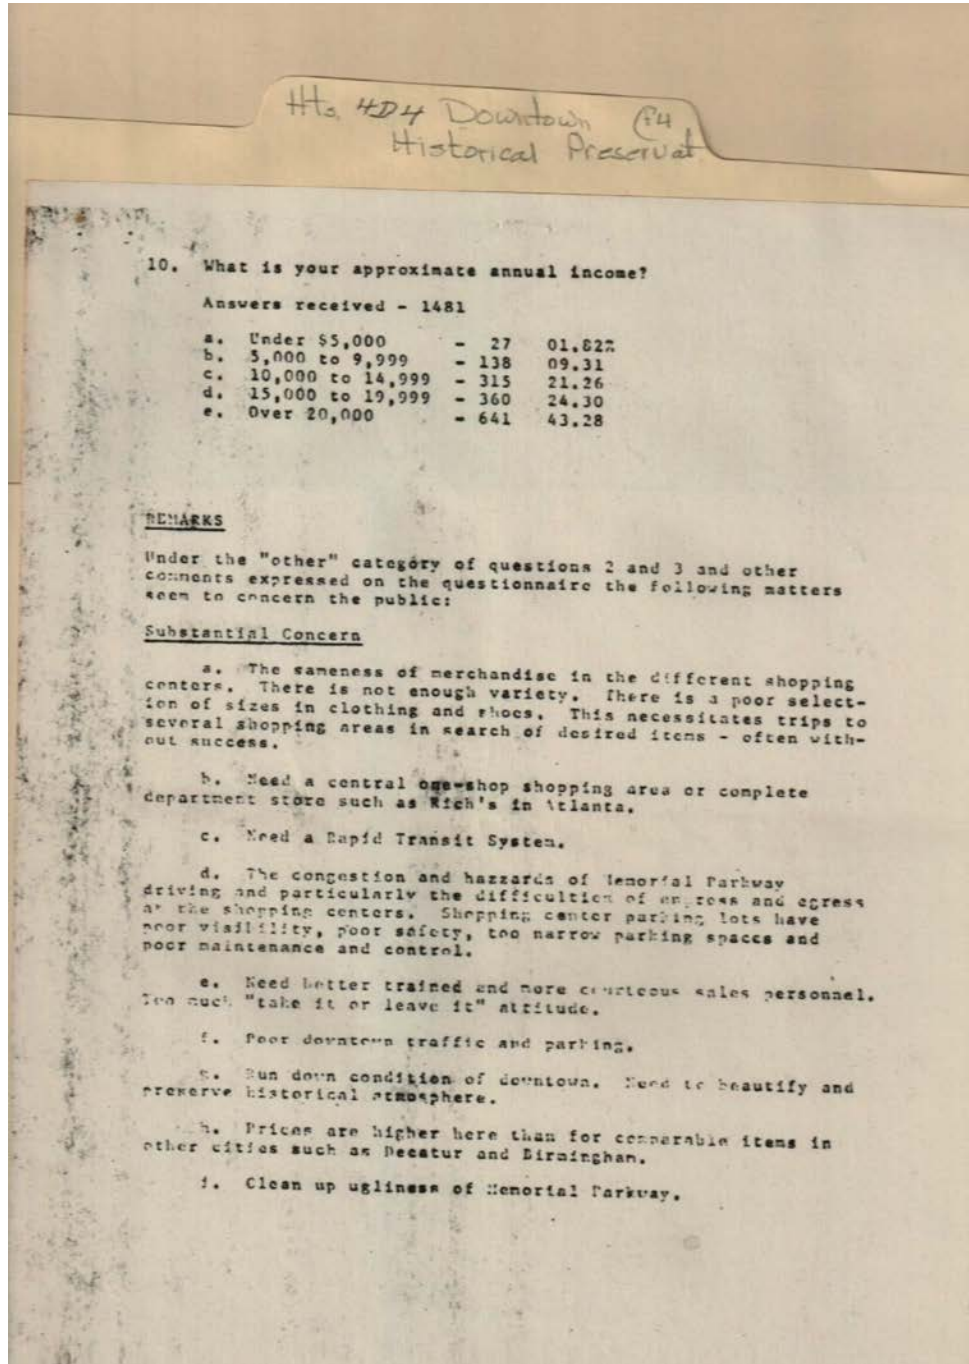 Hts. 4D4 Downtown P4
Historical Preservat
10. What is your approximate annual income?
Answers received - 1481
a. Under $5,000 - 27 01.82%
b. 5,000 to 9,999 - 138 09.31
c. 10,000 to 14,999 - 315 21.26
d. 15,000 to 19,999 - 360 24.30
e. Over 20,000 - 641 43.28
REMARKS
Under the "other" category of questions 2 and 3 and other
comments expressed on the questionnaire the following matters
seem to concern the public:
Substantial Concern
a. The sameness of merchandise in the different shopping
centers. There is not enough variety. There is a poor select-
ion of sizes in clothing and shoes. This necessitates trips to
several shopping areas in search of desired items - often with-
out success.
b. Need a central one-shop shopping area or complete
department store such as Rich's in Atlanta.
c. Need a Rapid Transit System.
d. The congestion and hazzards of Memorial Parkway
driving and particularly the difficulties of engress and egress
at the shopping centers. Shopping center parking lots have
poor visibility, poor safety, too narrow parking spaces and
poor maintenance and control.
e. Need better trained and more courteous sales personnel.
Too much "take it or leave it" attitude.
f. Poor downtown traffic and parking.
g. Run down condition of downtown. Need to beautify and
preserve historical atmosphere.
h. Prices are higher here than for comparable items in
other cities such as Decatur and Birmingham.
i. Clean up ugliness of Memorial Parkway.